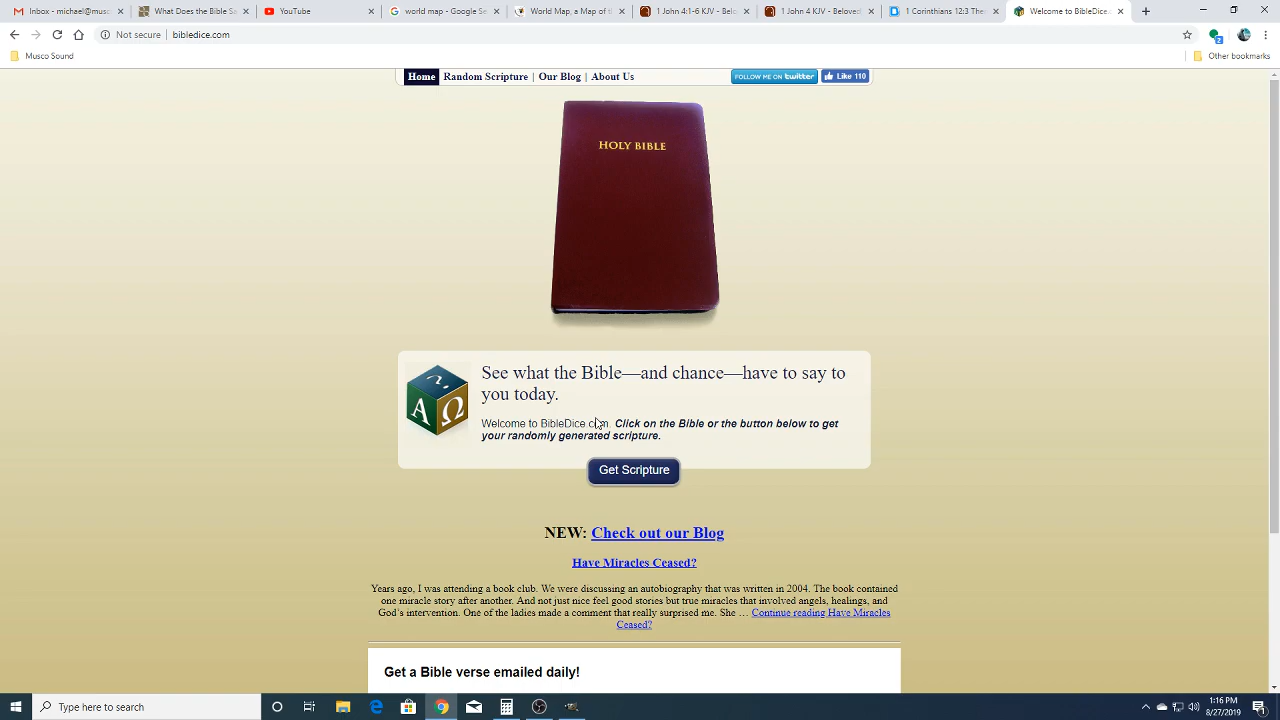 Inbox - michael@musc
What Does the Bible Se
YouTube
world map - Google Se
World Map, a Map of th
1 John 4:1-6 KJV - Belo
1 John 4 KJV - Beloved
1 Corinthians 12:3 The
Welcome to BibleDice.
Not secure | bibledice.com
Musco Sound
Other bookmarks
Home Random Scripture | Our Blog | About Us
FOLLOW ME ON twitter
Like 110
HOLY BIBLE
See what the Bible—and chance—have to say to
you today.
A Ω
Welcome to BibleDice.com. Click on the Bible or the button below to get
your randomly generated scripture.
Get Scripture
NEW: Check out our Blog
Have Miracles Ceased?
Years ago, I was attending a book club. We were discussing an autobiography that was written in 2004. The book contained
one miracle story after another. And not just nice feel good stories but true miracles that involved angels, healings, and
God's intervention. One of the ladies made a comment that really surprised me. She … Continue reading Have Miracles
Ceased?
Get a Bible verse emailed daily!
Type here to search
1:16 PM
8/27/2019